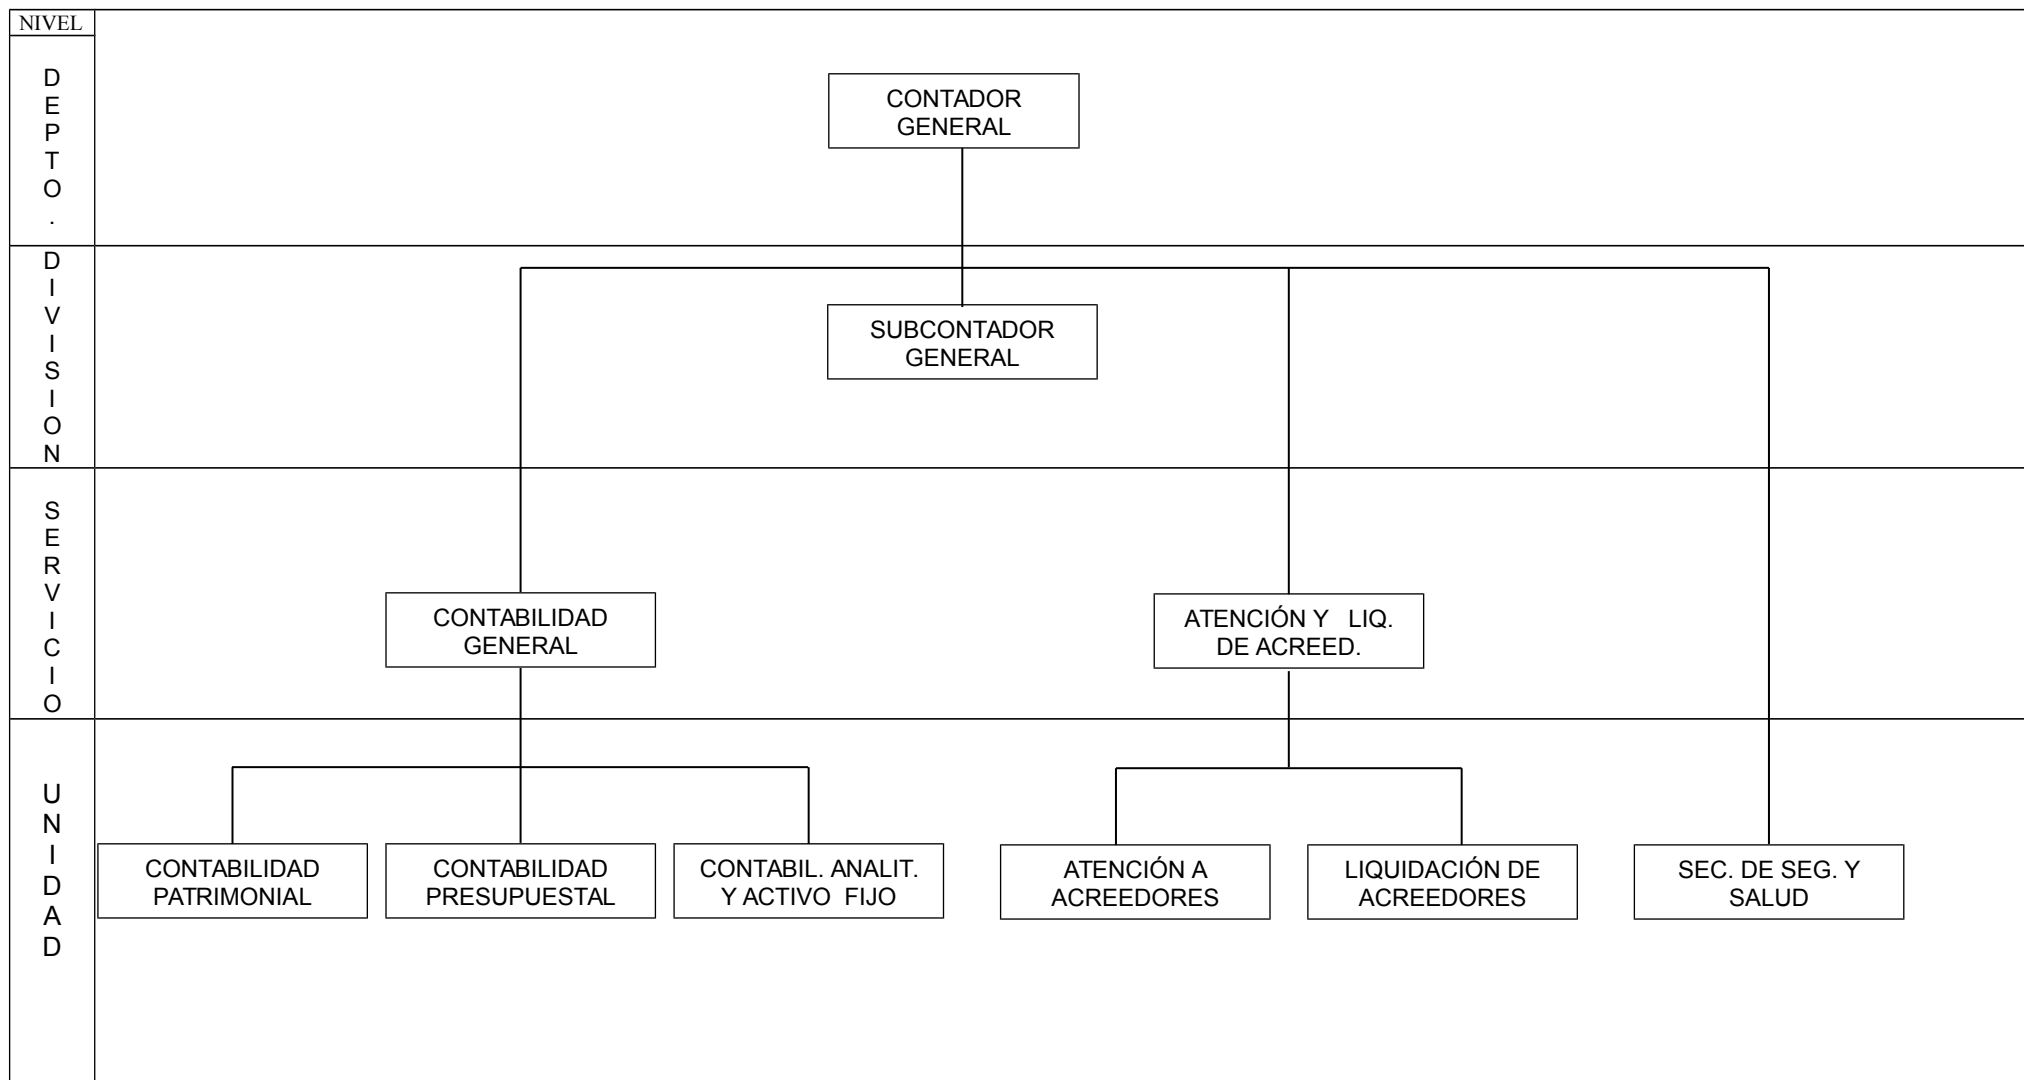 NIVEL
D
E
P
T
O
.
CONTADOR
GENERAL
D
I
V
I
S
I
O
N
SUBCONTADOR
GENERAL
S
E
R
V
I
C
I
O
CONTABILIDAD
GENERAL
ATENCIÓN Y LIQ.
DE ACREED.
U
N
I
D
A
D
CONTABILIDAD
PATRIMONIAL
CONTABILIDAD
PRESUPUESTAL
CONTABIL. ANALIT.
Y ACTIVO FIJO
ATENCIÓN A
ACREEDORES
LIQUIDACIÓN DE
ACREEDORES
SEC. DE SEG. Y
SALUD